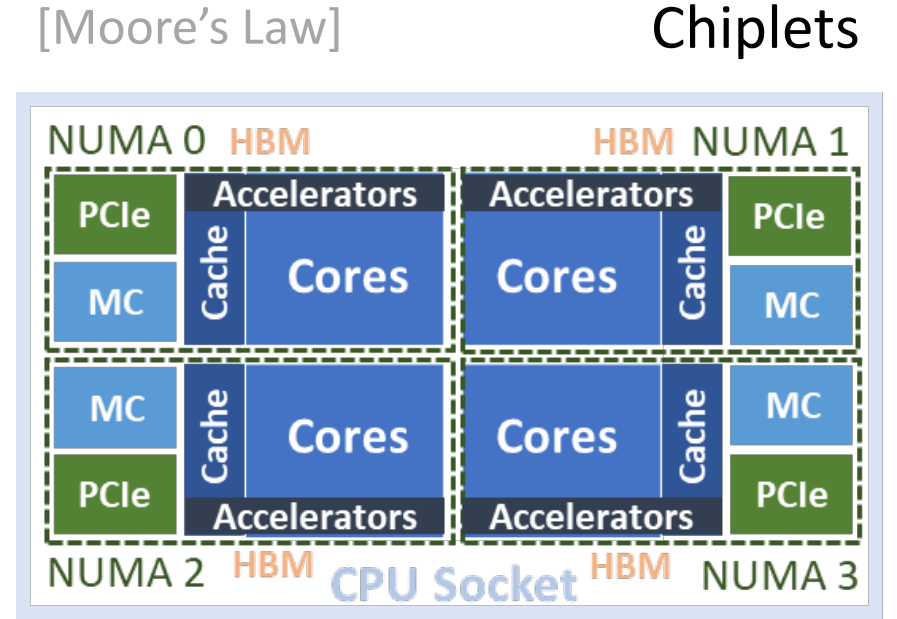 [Moore’s Law]
Chiplets
NUMA 0 HBM
HBM NUMA 1
PCIe
Accelerators
Cache
Cores
MC
Accelerators
Cores
Cache
PCIe
MC
MC
PCIe
Cache
Cores
Accelerators
Cores
Cache
Accelerators
MC
PCIe
NUMA 2
HBM
CPU Socket
HBM
NUMA 3